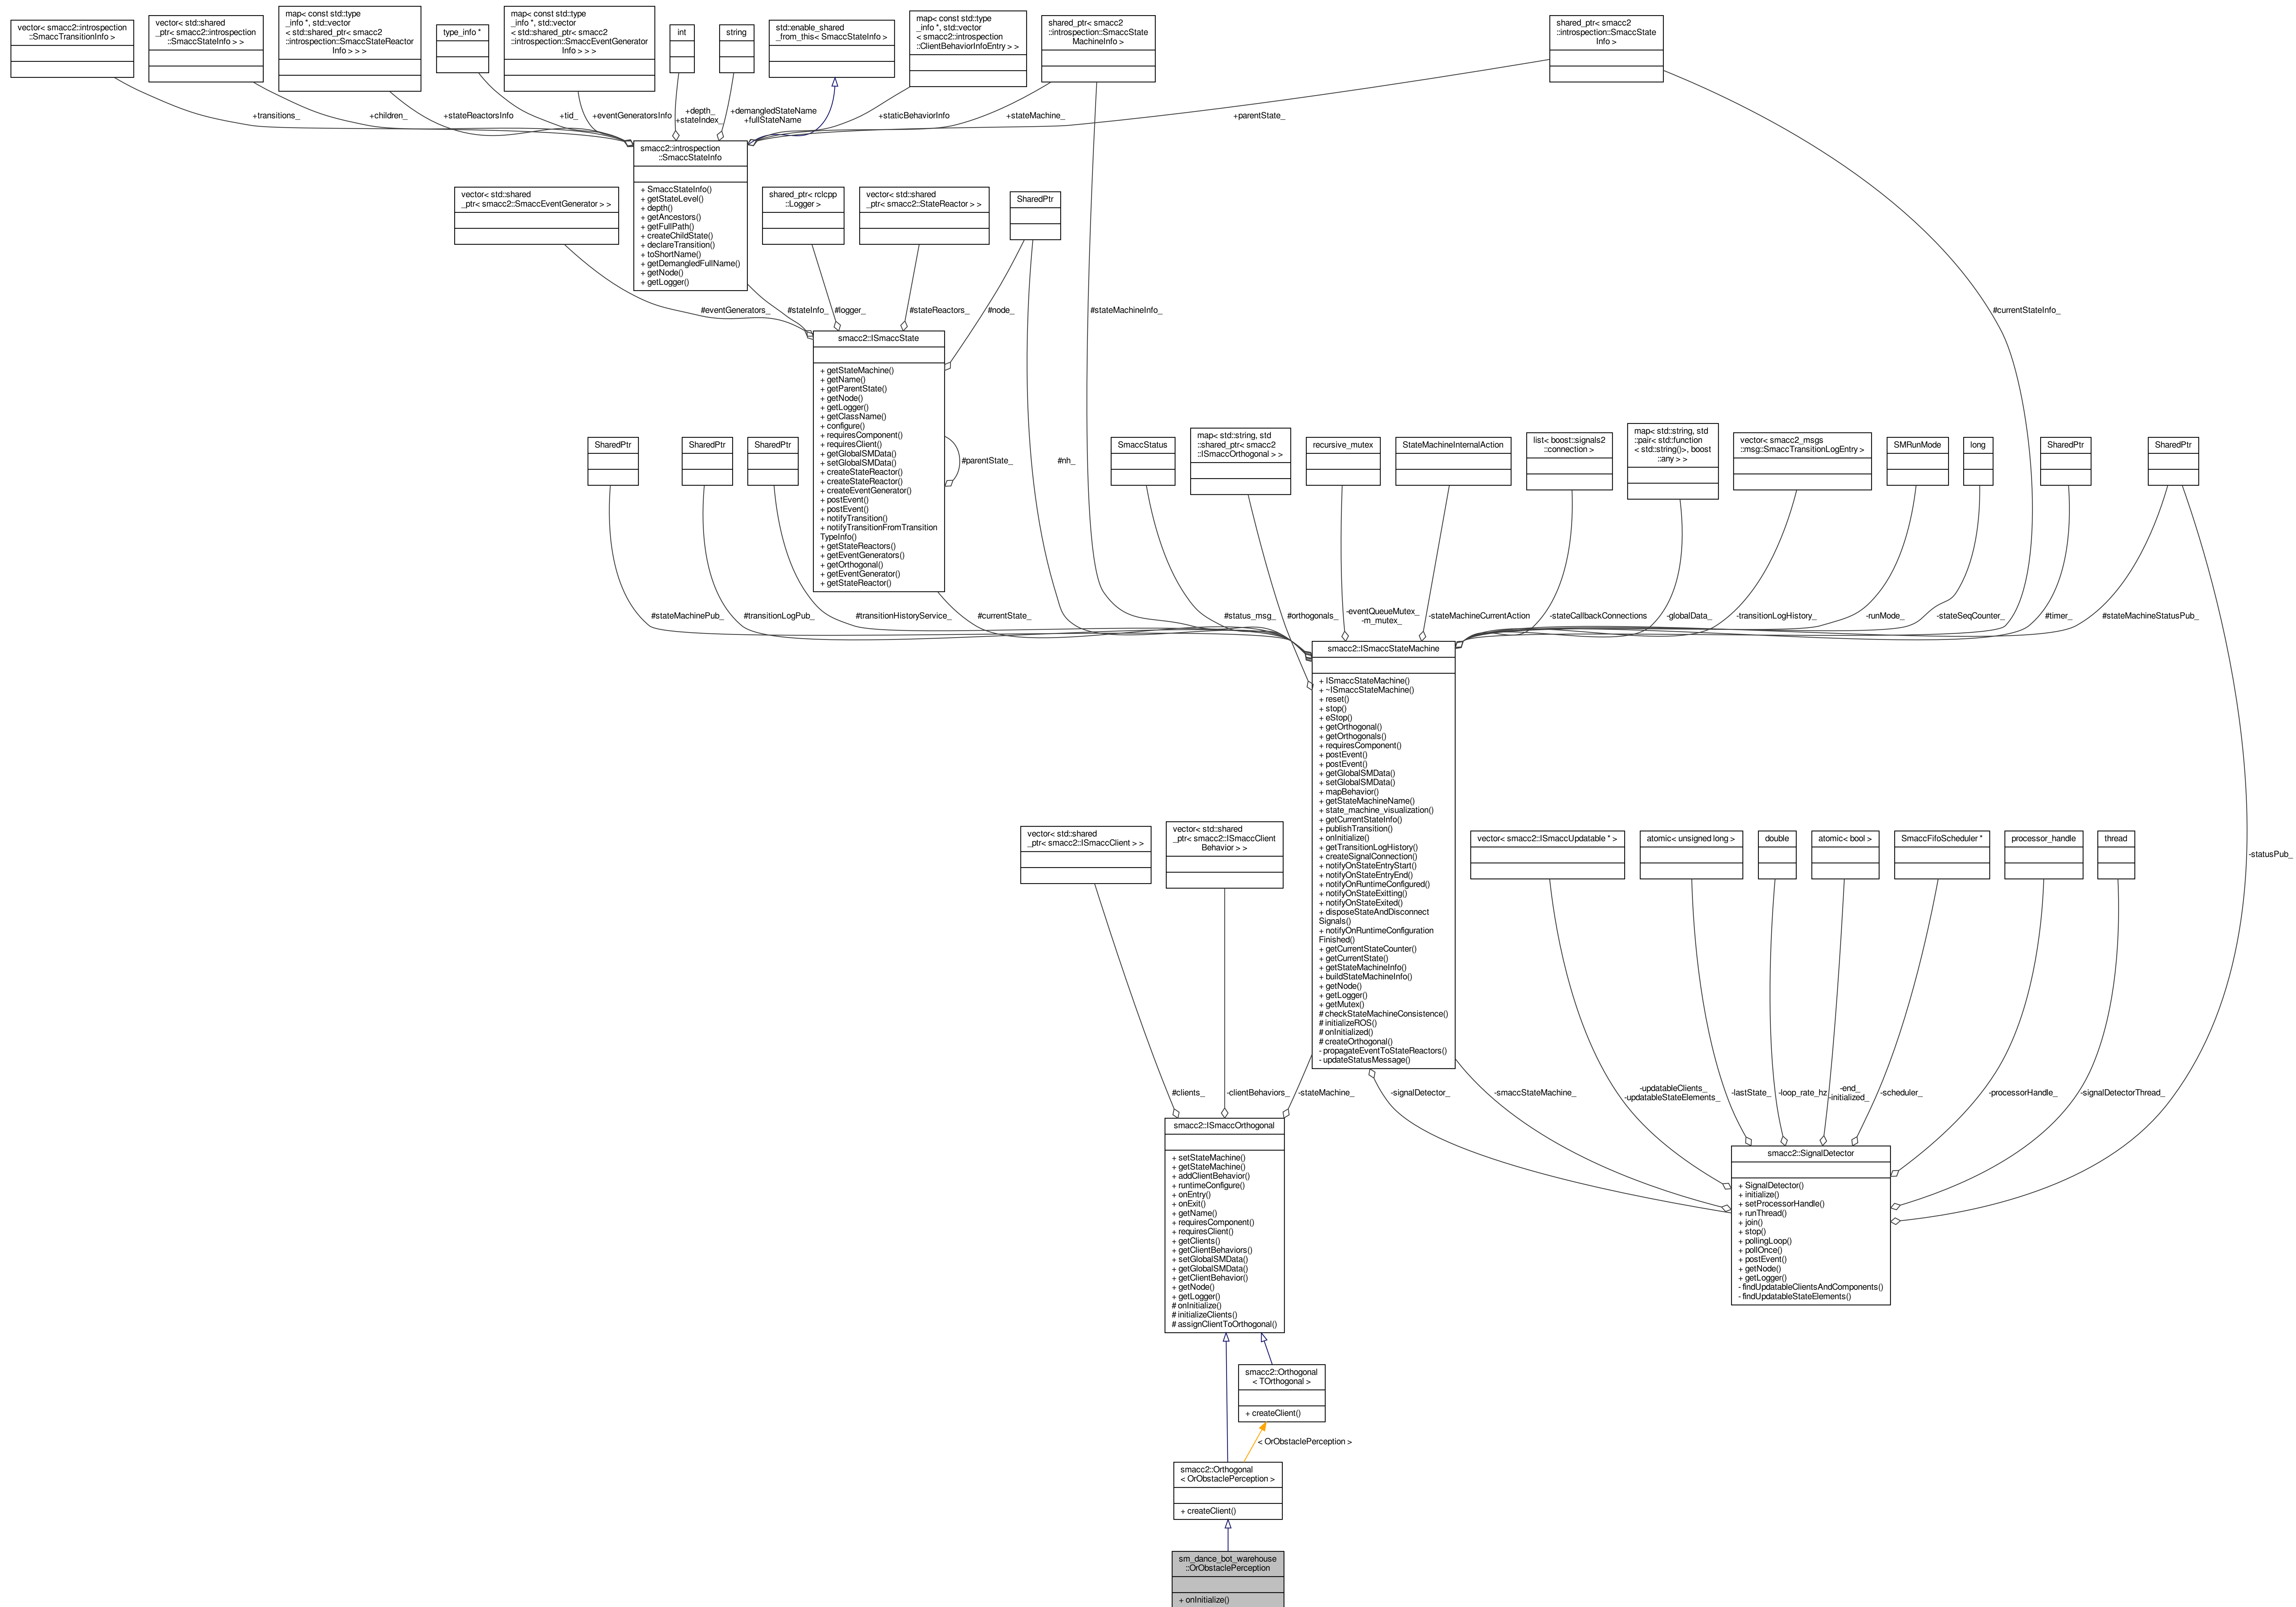 vector< smacc2::introspection
::SmaccTransitionInfo >
vector< std::shared
_ptr< smacc2::introspection
::SmaccStateInfo > >
map< const std::type
_info *, std::vector
< std::shared_ptr< smacc2
::introspection::SmaccStateReactor
Info > > >
type_info *
map< const std::type
_info *, std::vector
< std::shared_ptr< smacc2
::introspection::SmaccEventGenerator
Info > > >
int
string
std::enable_shared
_from_this< SmaccStateInfo >
map< const std::type
_info *, std::vector
< smacc2::introspection
::ClientBehaviorInfoEntry > >
shared_ptr< smacc2
::introspection::SmaccState
MachineInfo >
shared_ptr< smacc2
::introspection::SmaccState
Info >
+transitions_
+children_
+stateReactorsInfo
+tid_
+eventGeneratorsInfo
+depth_
+stateIndex_
+demangledStateName
+fullStateName
+staticBehaviorInfo
+stateMachine_
+parentState_
smacc2::introspection
::SmaccStateInfo
+ SmaccStateInfo()
+ getStateLevel()
+ depth()
+ getAncestors()
+ getFullPath()
+ createChildState()
+ declareTransition()
+ toShortName()
+ getDemangledFullName()
+ getNode()
+ getLogger()
vector< std::shared
_ptr< smacc2::SmaccEventGenerator > >
shared_ptr< rclcpp
::Logger >
vector< std::shared
_ptr< smacc2::StateReactor > >
SharedPtr
#eventGenerators_
#stateInfo_
#logger_
#stateReactors_
#node_
#stateMachineInfo_
#currentStateInfo_
smacc2::ISmaccState
+ getStateMachine()
+ getName()
+ getParentState()
+ getNode()
+ getLogger()
+ getClassName()
+ configure()
+ requiresComponent()
+ requiresClient()
+ onInitialize()
+ getGlobalSMData()
+ setGlobalSMData()
+ createStateReactor()
+ createStateReactor()
+ createEventGenerator()
+ postEvent()
+ postEvent()
+ notifyTransition()
+ notifyTransitionFromTransition
TypeInfo()
+ getStateReactors()
+ getEventGenerators()
+ getOrthogonal()
+ getEventGenerator()
+ getStateReactor()
#parentState_
#nh_
SharedPtr
SharedPtr
SharedPtr
SmaccStatus
map< std::string, std
::shared_ptr< smacc2
::ISmaccOrthogonal > >
recursive_mutex
StateMachineInternalAction
list< boost::signals2
::connection >
map< std::string, std
::pair< std::function
< std::string()>, boost
::any > >
vector< smacc2_msgs
::msg::SmaccTransitionLogEntry >
SMRunMode
long
SharedPtr
SharedPtr
#stateMachinePub_
#transitionLogPub_
#transitionHistoryService_
#currentState_
#status_msg_
#orthogonals_
-eventQueueMutex_
-m_mutex_
-stateMachineCurrentAction
-stateCallbackConnections
-globalData_
-transitionLogHistory_
-runMode_
-stateSeqCounter_
#timer_
#stateMachineStatusPub_
smacc2::ISmaccStateMachine
+ ISmaccStateMachine()
+ ~ISmaccStateMachine()
+ reset()
+ stop()
+ eStop()
+ getOrthogonal()
+ getOrthogonals()
+ requiresComponent()
+ postEvent()
+ postEvent()
+ getGlobalSMData()
+ setGlobalSMData()
+ mapBehavior()
+ getStateMachineName()
+ state_machine_visualization()
+ getCurrentStateInfo()
+ publishTransition()
+ onInitialize()
+ getTransitionLogHistory()
+ createSignalConnection()
+ notifyOnStateEntryStart()
+ notifyOnStateEntryEnd()
+ notifyOnRuntimeConfigured()
+ notifyOnStateExitting()
+ notifyOnStateExited()
+ disposeStateAndDisconnect
Signals()
+ notifyOnRuntimeConfiguration
Finished()
+ getCurrentStateCounter()
+ getCurrentState()
+ getStateMachineInfo()
+ buildStateMachineInfo()
+ getNode()
+ getLogger()
+ getMutex()
# checkStateMachineConsistence()
# initializeROS()
# onInitialized()
# createOrthogonal()
- propagateEventToStateReactors()
- updateStatusMessage()
vector< std::shared
_ptr< smacc2::ISmaccClient > >
vector< std::shared
_ptr< smacc2::ISmaccClient
Behavior > >
vector< smacc2::ISmaccUpdatable * >
atomic< unsigned long >
double
atomic< bool >
SmaccFifoScheduler *
processor_handle
thread
-statusPub_
#clients_
-clientBehaviors_
-stateMachine_
-signalDetector_
-smaccStateMachine_
-updatableClients_
-updatableStateElements_
-lastState_
-loop_rate_hz
-end_
-initialized_
-scheduler_
-processorHandle_
-signalDetectorThread_
smacc2::ISmaccOrthogonal
+ setStateMachine()
+ getStateMachine()
+ addClientBehavior()
+ runtimeConfigure()
+ onEntry()
+ onExit()
+ getName()
+ requiresComponent()
+ requiresClient()
+ getClients()
+ getClientBehaviors()
+ setGlobalSMData()
+ getGlobalSMData()
+ getClientBehavior()
+ getNode()
+ getLogger()
# onInitialize()
# initializeClients()
# assignClientToOrthogonal()
smacc2::SignalDetector
+ SignalDetector()
+ initialize()
+ setProcessorHandle()
+ runThread()
+ join()
+ stop()
+ pollingLoop()
+ pollOnce()
+ postEvent()
+ getNode()
+ getLogger()
- findUpdatableClientsAndComponents()
- findUpdatableStateElements()
smacc2::Orthogonal
< TOrthogonal >
+ createClient()
< OrObstaclePerception >
smacc2::Orthogonal
< OrObstaclePerception >
+ createClient()
sm_dance_bot_warehouse
::OrObstaclePerception
+ onInitialize()